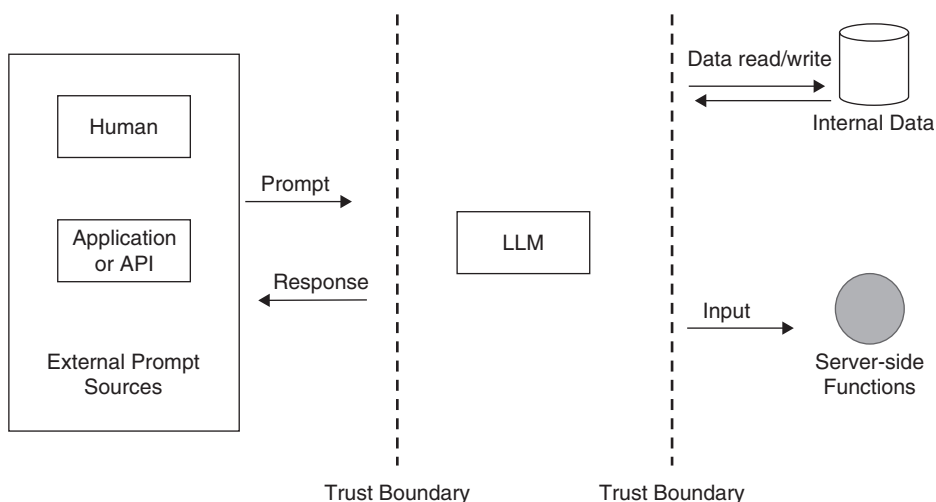 Human
Application
or API
External Prompt
Sources
Prompt
Response
Trust Boundary
LLM
Trust Boundary
Data read/write
Internal Data
Input
Server-side
Functions